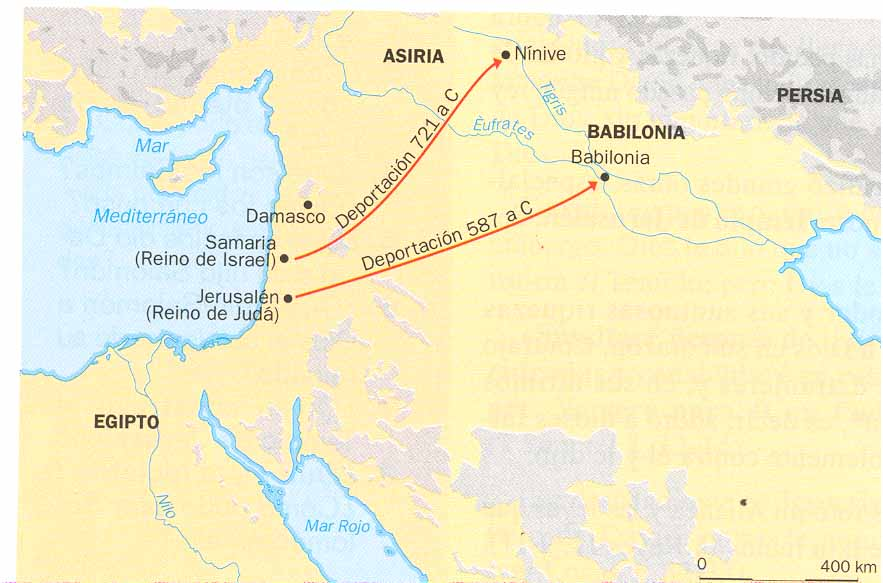 ASIRIA
Nínive
PERSIA
Tigris
Èufrates
BABILONIA
Babilonia
Mar
Mediterráneo
Damasco
Deportación 721 a C
Samaria
(Reino de Israel)
Deportación 587 a C
Jerusalén
(Reino de Judá)
EGIPTO
Nilo
Mar Rojo
0 400 km